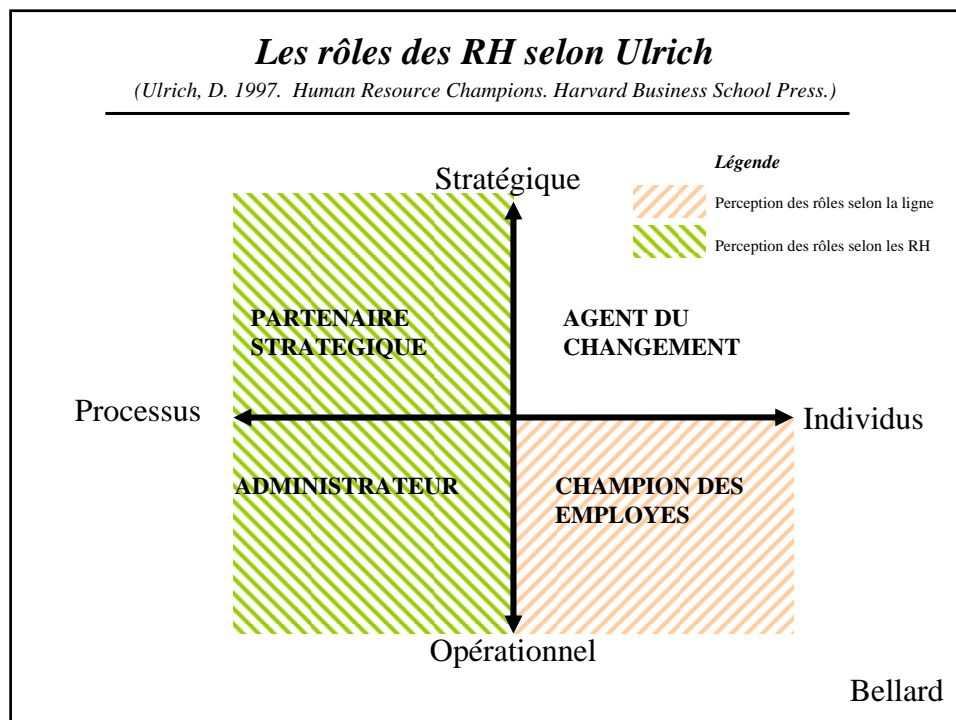 Les rôles des RH selon Ulrich
(Ulrich, D. 1997. Human Resource Champions. Harvard Business School Press.)
Légende
Stratégique
Perception des rôles selon la ligne
Perception des rôles selon les RH
PARTENAIRE
STRATEGIQUE
AGENT DU
CHANGEMENT
Processus
Individus
ADMINISTRATEUR
CHAMPION DES
EMPLOYES
Opérationnel
Bellard